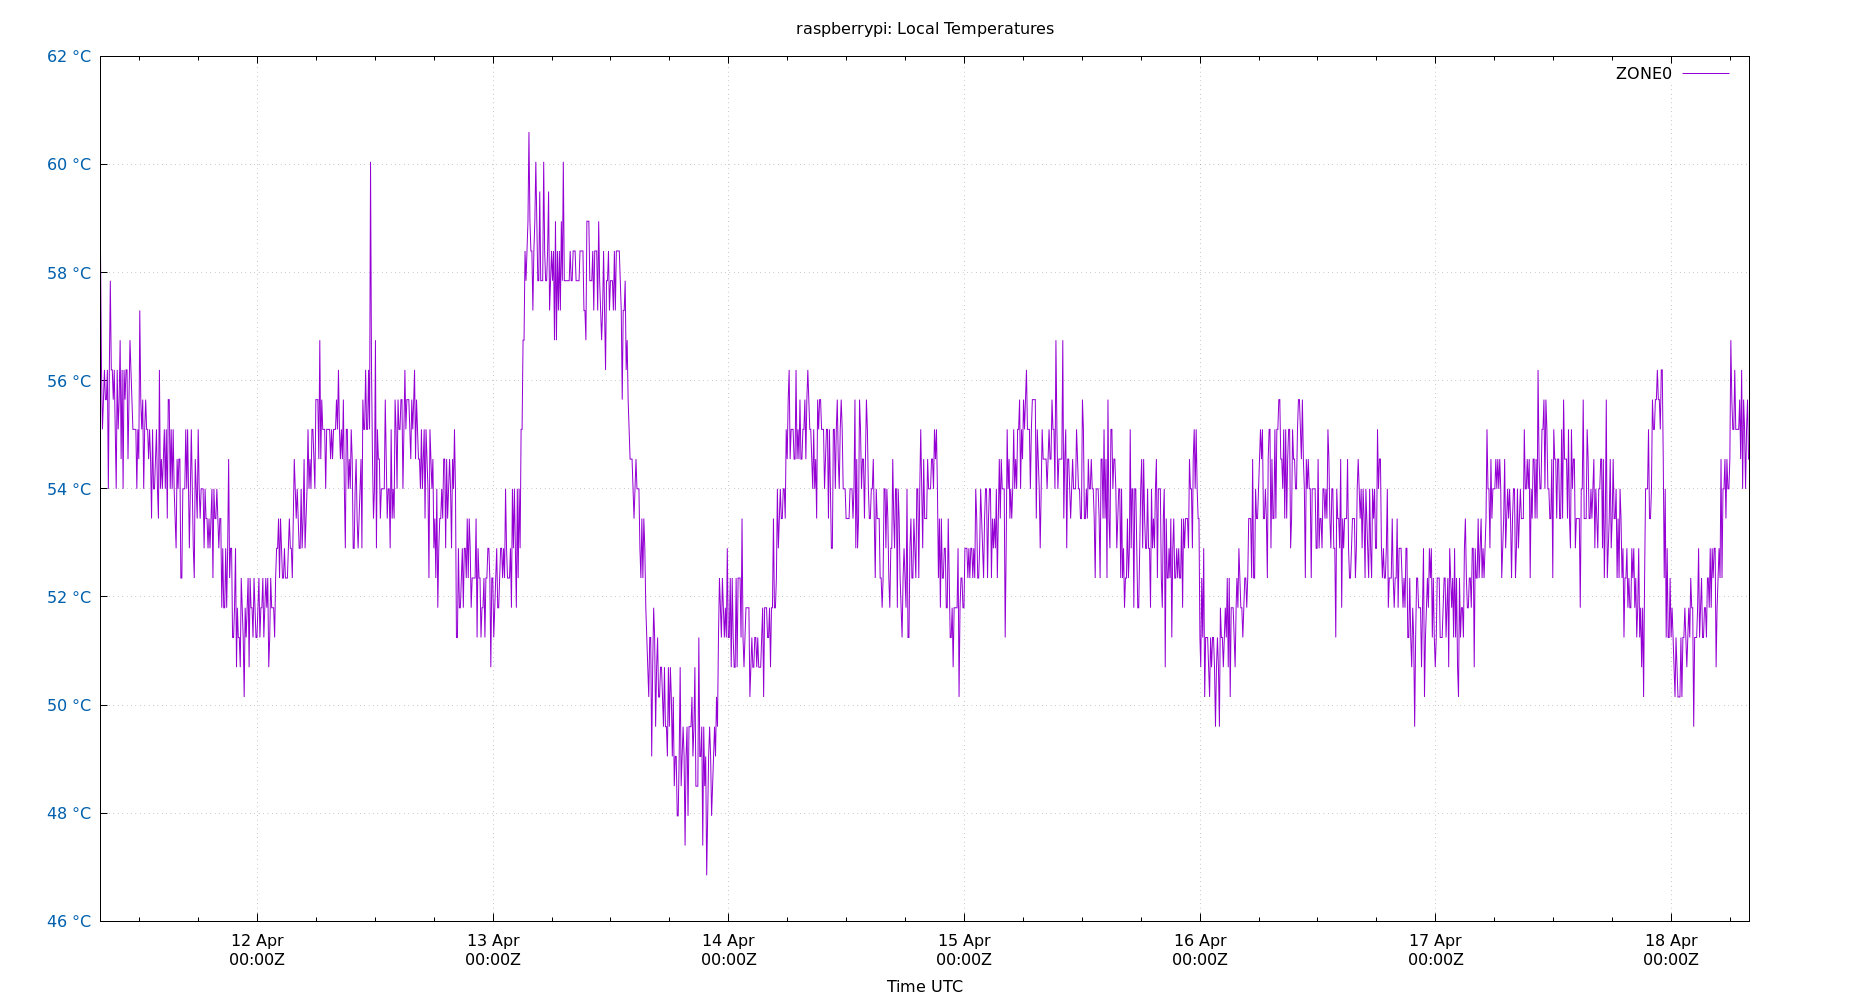 raspberrypi: Local Temperatures
62 °C
ZONE0
60 °C
58 °C
56 °C
54 °C
52 °C
50 °C
48 °C
46 °C
12 Apr 13 Apr 14 Apr 15 Apr 16 Apr 17 Apr 18 Apr
00:00Z 00:00Z 00:00Z 00:00Z 00:00Z 00:00Z 00:00Z
Time UTC